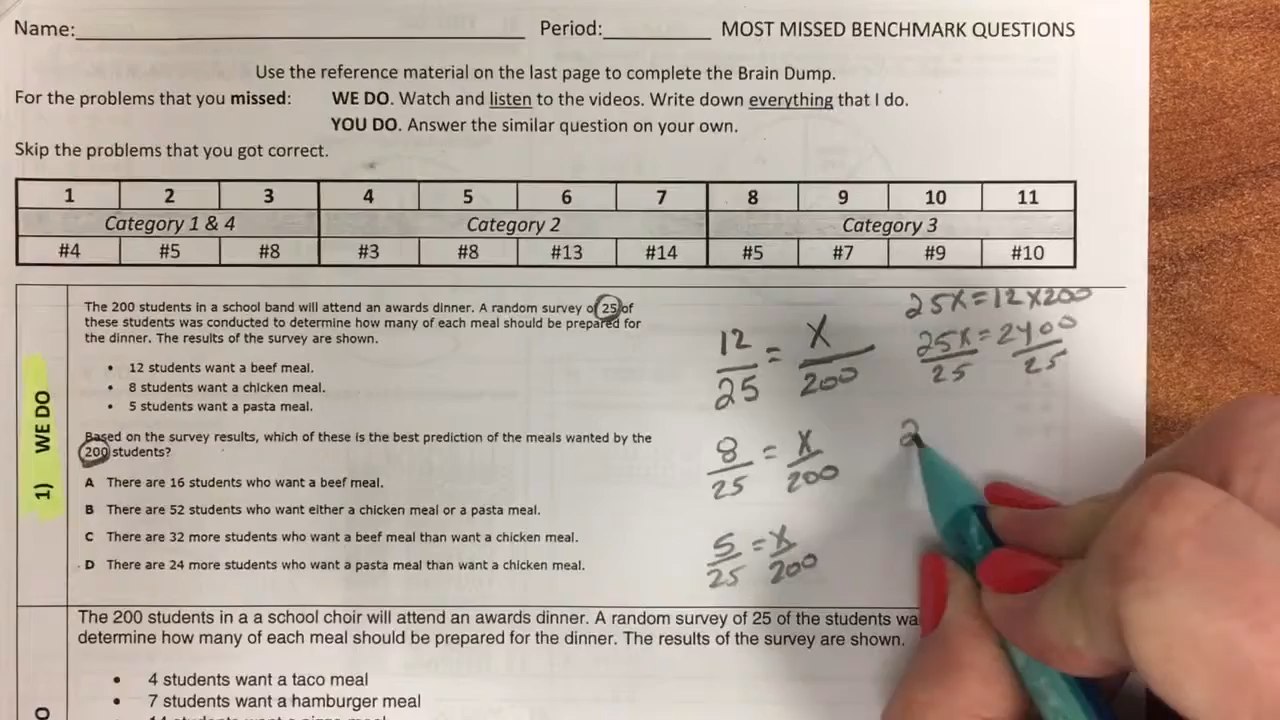 Name: Period: MOST MISSED BENCHMARK QUESTIONS
Use the reference material on the last page to complete the Brain Dump.
For the problems that you missed: WE DO. Watch and listen to the videos. Write down everything that I do.
YOU DO. Answer the similar question on your own.
Skip the problems that you got correct.
1 2 3 4 5 6 7 8 9 10 11
Category 1 & 4 Category 2 Category 3
#4 #5 #8 #3 #8 #13 #14 #5 #7 #9 #10
1) WE DO
The 200 students in a school band will attend an awards dinner. A random survey of 25 of
these students was conducted to determine how many of each meal should be prepared for
the dinner. The results of the survey are shown.
• 12 students want a beef meal.
• 8 students want a chicken meal.
• 5 students want a pasta meal.
Based on the survey results, which of these is the best prediction of the meals wanted by the
200 students?
A There are 16 students who want a beef meal.
B There are 52 students who want either a chicken meal or a pasta meal.
C There are 32 more students who want a beef meal than want a chicken meal.
D There are 24 more students who want a pasta meal than want a chicken meal.
12/25 = X/200
25X=12X200
25X/25 = 2400/25
8/25 = X/200
2
5/25 = X/200
The 200 students in a a school choir will attend an awards dinner. A random survey of 25 of the students
determine how many of each meal should be prepared for the dinner. The results of the survey are shown.
• 4 students want a taco meal
• 7 students want a hamburger meal